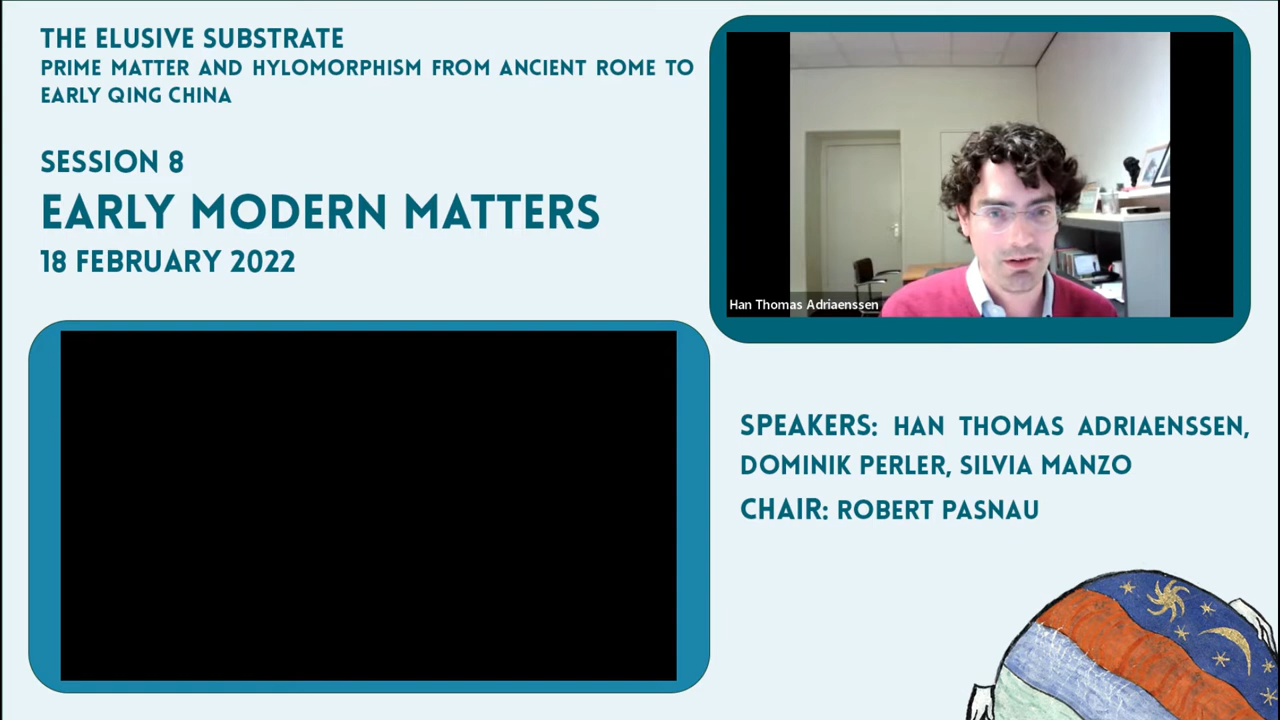 THE ELUSIVE SUBSTRATE
PRIME MATTER AND HYLOMORPHISM FROM ANCIENT ROME TO
EARLY QING CHINA
SESSION 8
EARLY MODERN MATTERS
18 FEBRUARY 2022
Han Thomas Adriaenssen
SPEAKERS: HAN THOMAS ADRIAENSSEN,
DOMINIK PERLER, SILVIA MANZO
CHAIR: ROBERT PASNAU